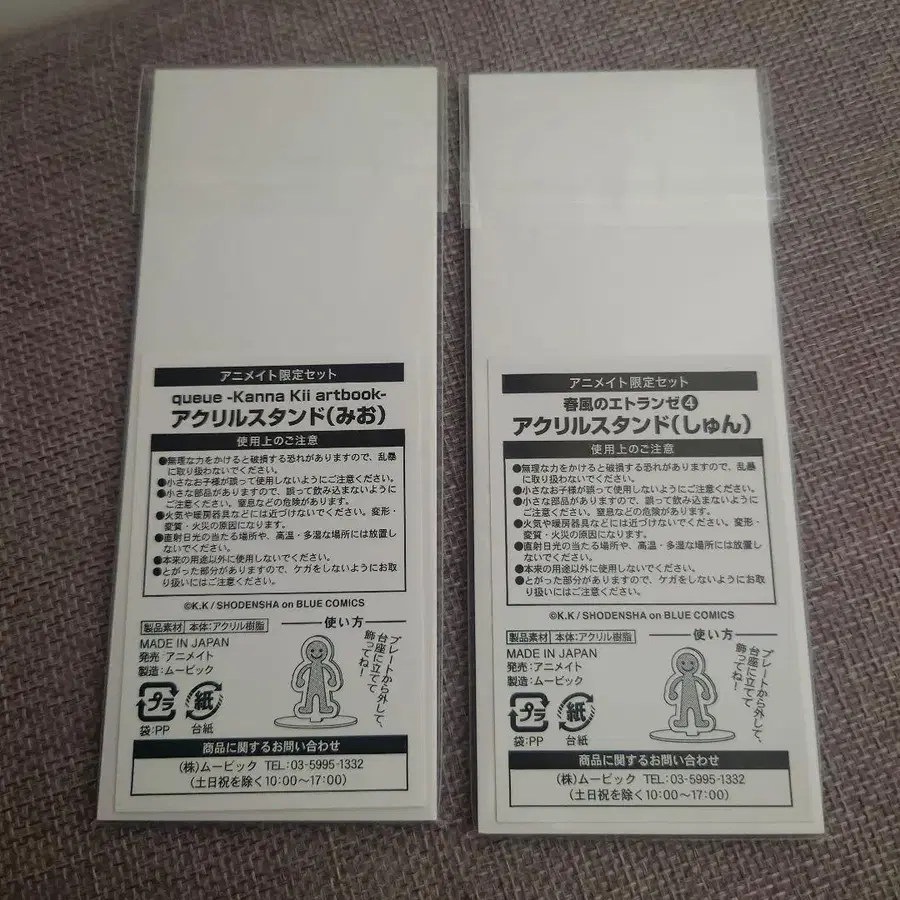 アニメイト限定セット
queue -Kanna Kii artbook-
アクリルスタンド(みお)
使用上のご注意
●無理な力をかけると破損する恐れがありますので、乱暴
に取り扱わないでください。
●小さなお子様が誤って使用しないようにご注意ください。
●小さな部品がありますので、誤って飲み込まないように
ご注意ください。窒息などの危険があります。
●火気や暖房器具などには近づけないでください。変形・
変質・火災の原因になります。
●直射日光の当たる場所や、高温・多湿な場所には放置し
ないでください。
●本来の用途以外に使用しないでください。
●とがった部分がありますので、ケガをしないようにお取
り扱いにはご注意ください。
©K.K / SHODENSHA on BLUE COMICS
製品素材 本体:アクリル樹脂
MADE IN JAPAN
発売:アニメイト
製造:ムービック
プラ
紙
袋:PP
台紙
使い方
プレートから外して、
台座に立てて
飾ってね!
商品に関するお問い合わせ
(株)ムービック TEL:03-5995-1332
(土日祝を除く10:00〜17:00)
アニメイト限定セット
春風のエトランゼ❹
アクリルスタンド(しゅん)
使用上のご注意
●無理な力をかけると破損する恐れがありますので、乱暴
に取り扱わないでください。
●小さなお子様が誤って使用しないようにご注意ください。
●小さな部品がありますので、誤って飲み込まないように
ご注意ください。窒息などの危険があります。
●火気や暖房器具などには近づけないでください。変形・
変質・火災の原因になります。
●直射日光の当たる場所や、高温・多湿な場所には放置し
ないでください。
●本来の用途以外に使用しないでください。
●とがった部分がありますので、ケガをしないようにお取
り扱いにはご注意ください。
©K.K / SHODENSHA on BLUE COMICS
製品素材 本体:アクリル樹脂
MADE IN JAPAN
発売:アニメイト
製造:ムービック
プラ
紙
袋:PP
台紙
使い方
プレートから外して、
台座に立てて
飾ってね!
商品に関するお問い合わせ
(株)ムービック TEL:03-5995-1332
(土日祝を除く10:00〜17:00)